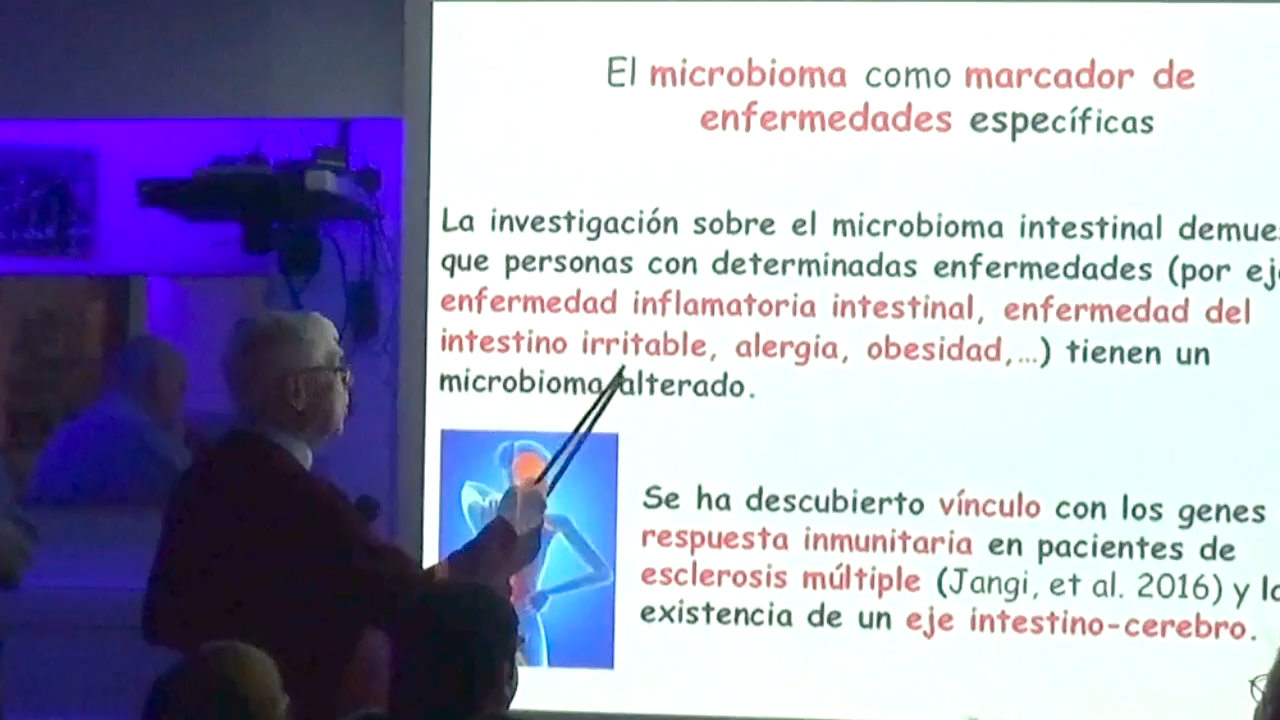 El microbioma como marcador de
enfermedades específicas
La investigación sobre el microbioma intestinal
que personas con determinadas enfermedades (por
enfermedad inflamatoria intestinal, enfermedad del
intestino irritable, alergia, obesidad,...) tienen un
microbioma alterado.
Se ha descubierto vínculo con los genes
respuesta inmunitaria en pacientes de
esclerosis múltiple (Jangi, et al. 2016) y
existencia de un eje intestino-cerebro.